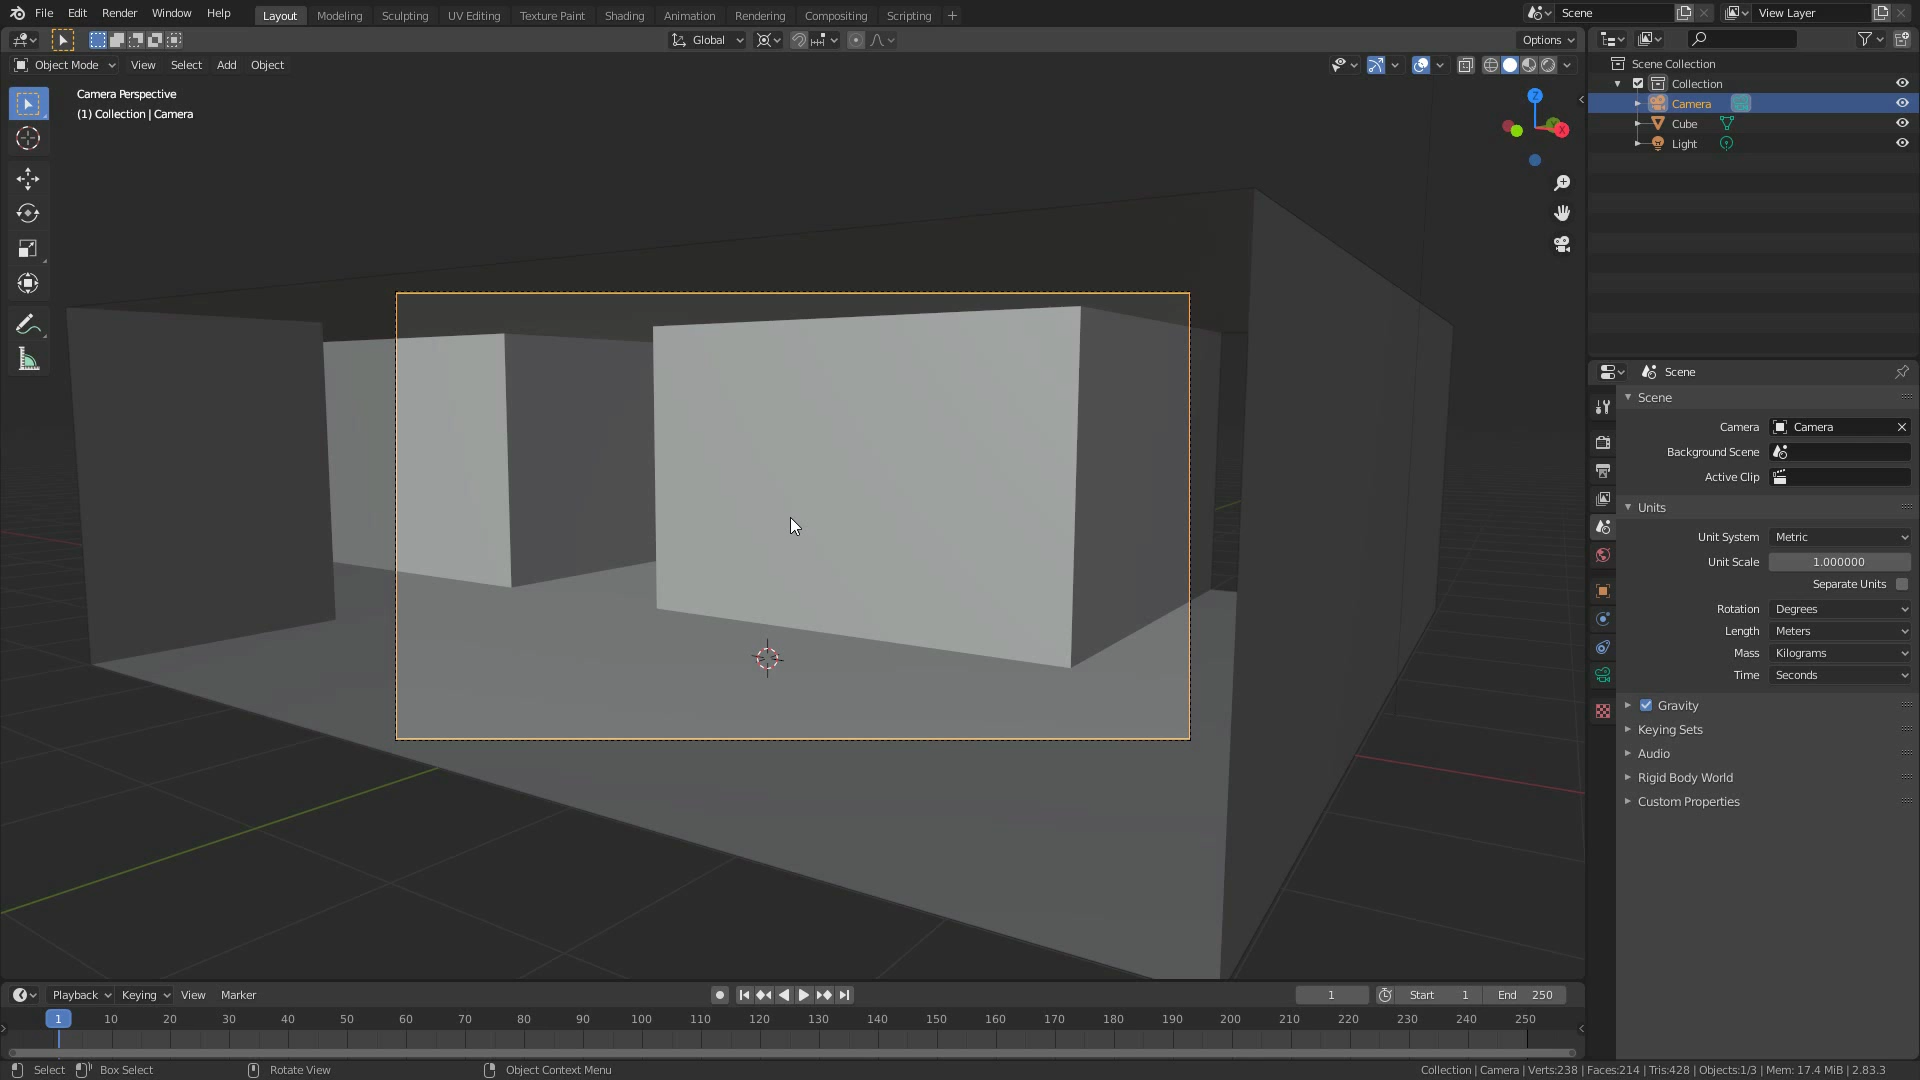 File Edit Render Window Help Layout Modeling Sculpting UV Editing Texture Paint Shading Animation Rendering Compositing Scripting + Scene View Layer
Global Options
Object Mode View Select Add Object
Camera Perspective
(1) Collection | Camera
Z
Y
X
Scene Collection
Collection
Camera
Cube
Light
Scene
Scene
Camera Camera
Background Scene
Active Clip
Units
Unit System Metric
Unit Scale 1.000000
Separate Units
Rotation Degrees
Length Meters
Mass Kilograms
Time Seconds
Gravity
Keying Sets
Audio
Rigid Body World
Custom Properties
Playback Keying View Marker 1 Start 1 End 250
1 10 20 30 40 50 60 70 80 90 100 110 120 130 140 150 160 170 180 190 200 210 220 230 240 250
Select Box Select Rotate View Object Context Menu Collection | Camera | Verts:238 | Faces:214 | Tris:428 | Objects:1/3 | Mem: 17.4 MiB | 2.83.3